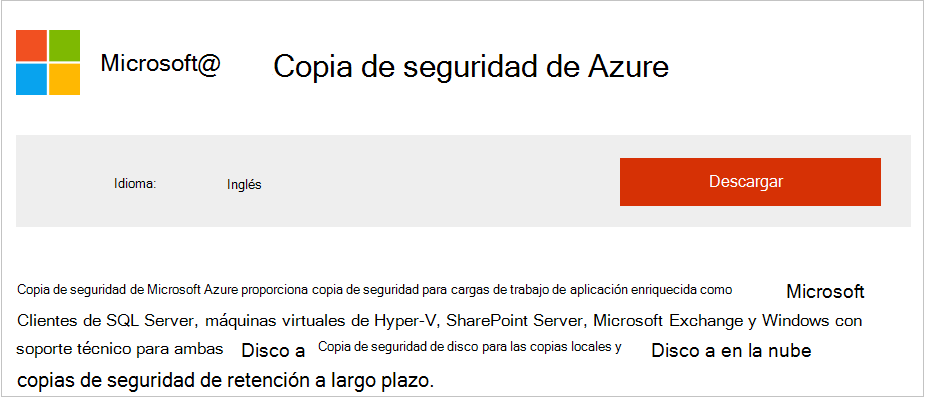 Microsoft@ Copia de seguridad de Azure
Idioma: Inglés Descargar
Copia de seguridad de Microsoft Azure proporciona copia de seguridad para cargas de trabajo de aplicación enriquecida como Microsoft
Clientes de SQL Server, máquinas virtuales de Hyper-V, SharePoint Server, Microsoft Exchange y Windows con
soporte técnico para ambas Disco a Copia de seguridad de disco para las copias locales y Disco a en la nube
copias de seguridad de retención a largo plazo.